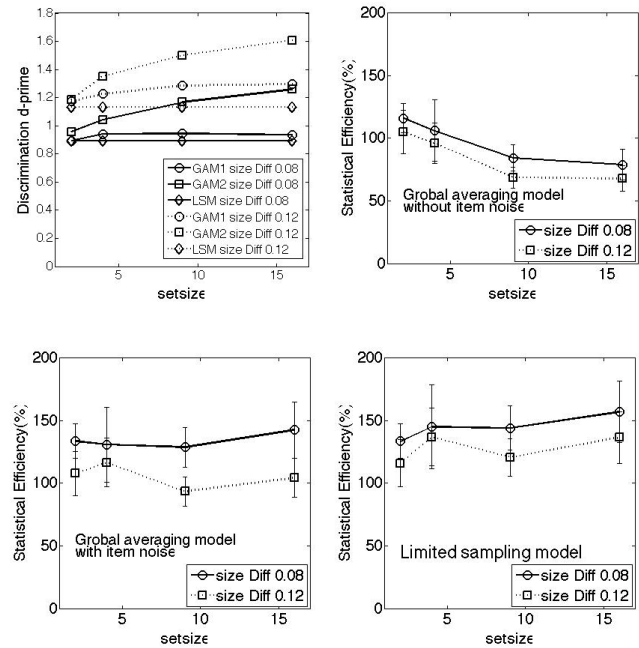 1.8
1.6
1.4
1.2
1
0.8
0.6
0.4
0.2
0
Discrimination d-prime
GAM1 size Diff 0.08
GAM2 size Diff 0.08
LSM size Diff 0.08
GAM1 size Diff 0.12
GAM2 size Diff 0.12
LSM size Diff 0.12
5 10 15
setsize
200
150
100
50
0
Statistical Efficiency(%)
Grobal averaging model
without item noise
size Diff 0.08
size Diff 0.12
5 10 15
setsize
200
150
100
50
0
Statistical Efficiency(%)
Grobal averaging model
with item noise
size Diff 0.08
size Diff 0.12
5 10 15
setsize
200
150
100
50
0
Statistical Efficiency(%)
Limited sampling model
size Diff 0.08
size Diff 0.12
5 10 15
setsize